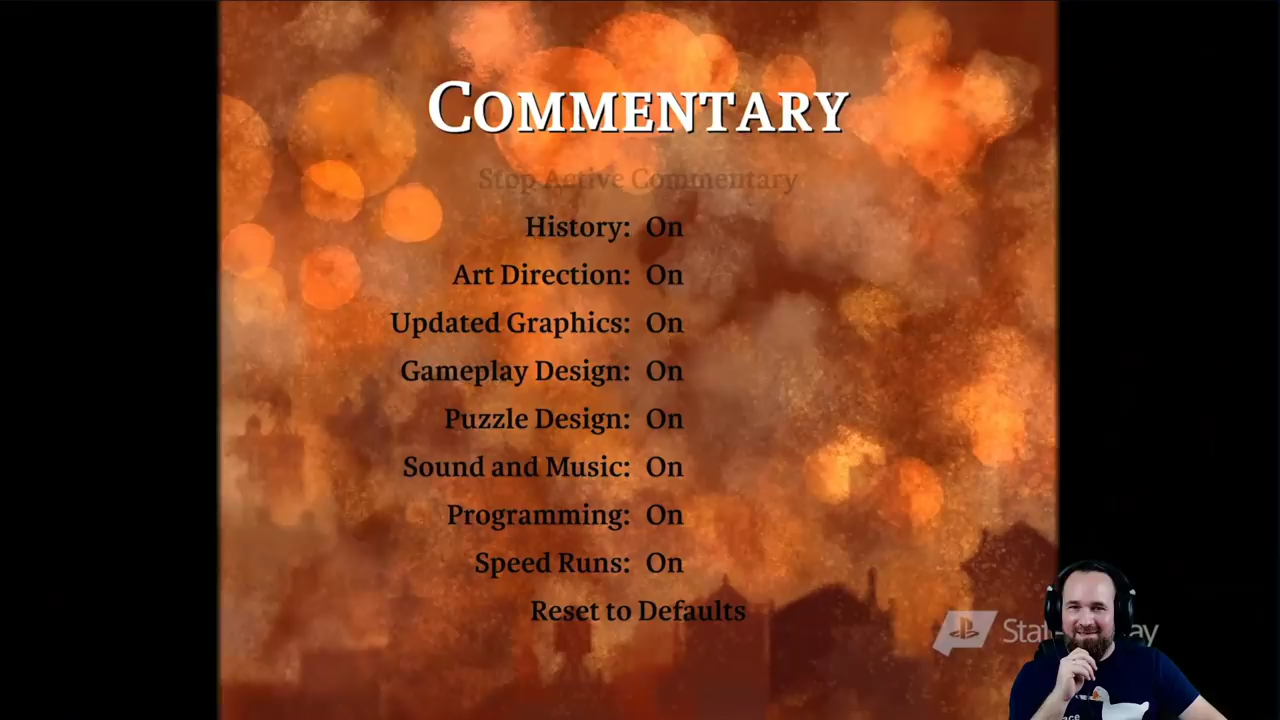 COMMENTARY
Stop Active Commentary
History: On
Art Direction: On
Updated Graphics: On
Gameplay Design: On
Puzzle Design: On
Sound and Music: On
Programming: On
Speed Runs: On
Reset to Defaults